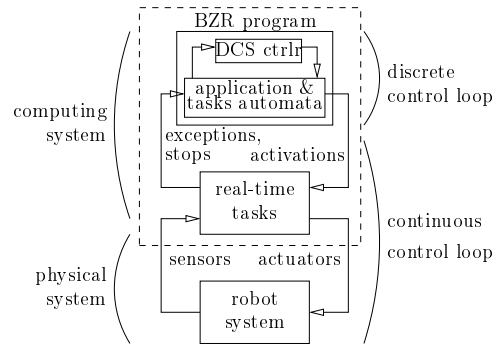 BZR program
DCS ctrlr
application &
tasks automata
discrete
control loop
computing
system
exceptions,
stops
activations
real-time
tasks
continuous
control loop
sensors
actuators
physical
system
robot
system